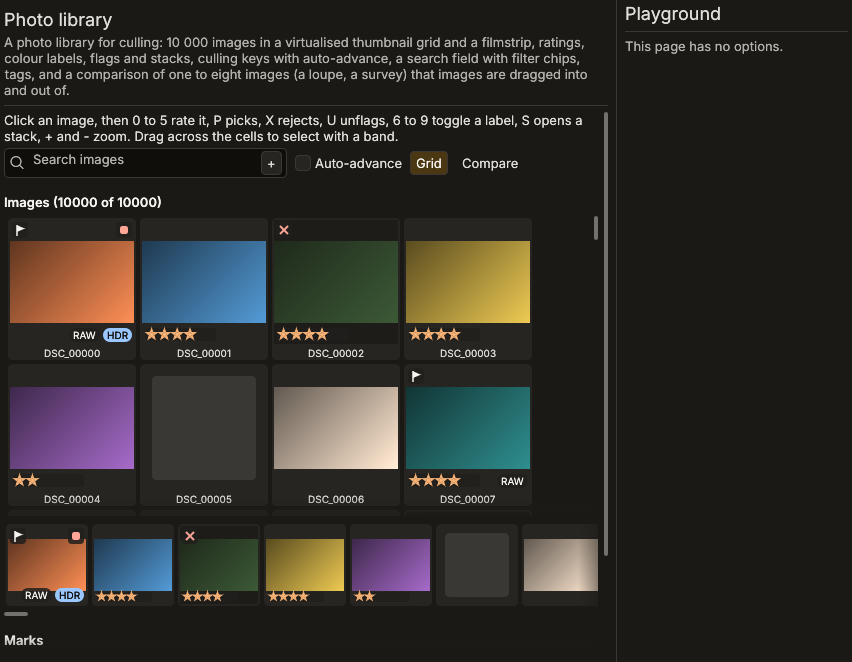 Photo library
A photo library for culling: 10 000 images in a virtualised thumbnail grid and a filmstrip, ratings,
colour labels, flags and stacks, culling keys with auto-advance, a search field with filter chips,
tags, and a comparison of one to eight images (a loupe, a survey) that images are dragged into
and out of.
Click an image, then 0 to 5 rate it, P picks, X rejects, U unflags, 6 to 9 toggle a label, S opens a
stack, + and - zoom. Drag across the cells to select with a band.
Search images + Auto-advance Grid Compare
Images (10000 of 10000)
RAW HDR
DSC_00000 DSC_00001 DSC_00002 DSC_00003
RAW
DSC_00004 DSC_00005 DSC_00006 DSC_00007
RAW HDR
Marks
Playground
This page has no options.